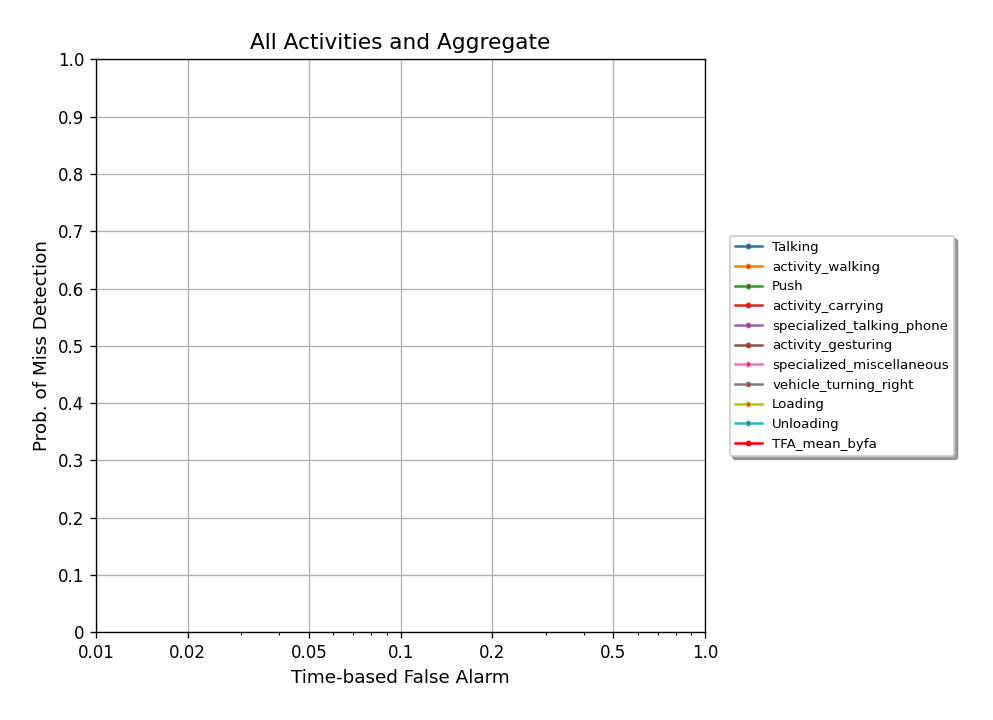 All Activities and Aggregate
1.0
0.9
0.8
0.7
0.6
0.5
0.4
0.3
0.2
0.1
0
Prob. of Miss Detection
0.01 0.02 0.05 0.1 0.2 0.5 1.0
Time-based False Alarm
Talking
activity_walking
Push
activity_carrying
specialized_talking_phone
activity_gesturing
specialized_miscellaneous
vehicle_turning_right
Loading
Unloading
TFA_mean_byfa